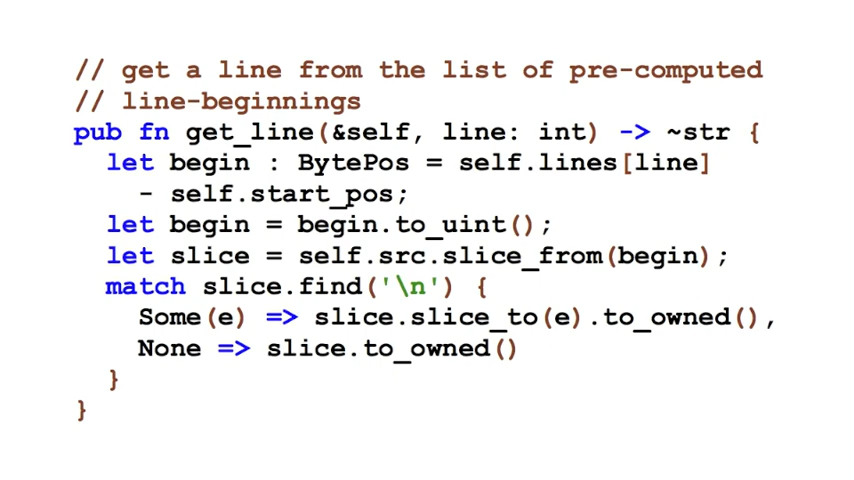 // get a line from the list of pre-computed
// line-beginnings
pub fn get_line(&self, line: int) -> ~str {
  let begin : BytePos = self.lines[line]
    - self.start_pos;
  let begin = begin.to_uint();
  let slice = self.src.slice_from(begin);
  match slice.find('\n') {
    Some(e) => slice.slice_to(e).to_owned(),
    None => slice.to_owned()
  }
}